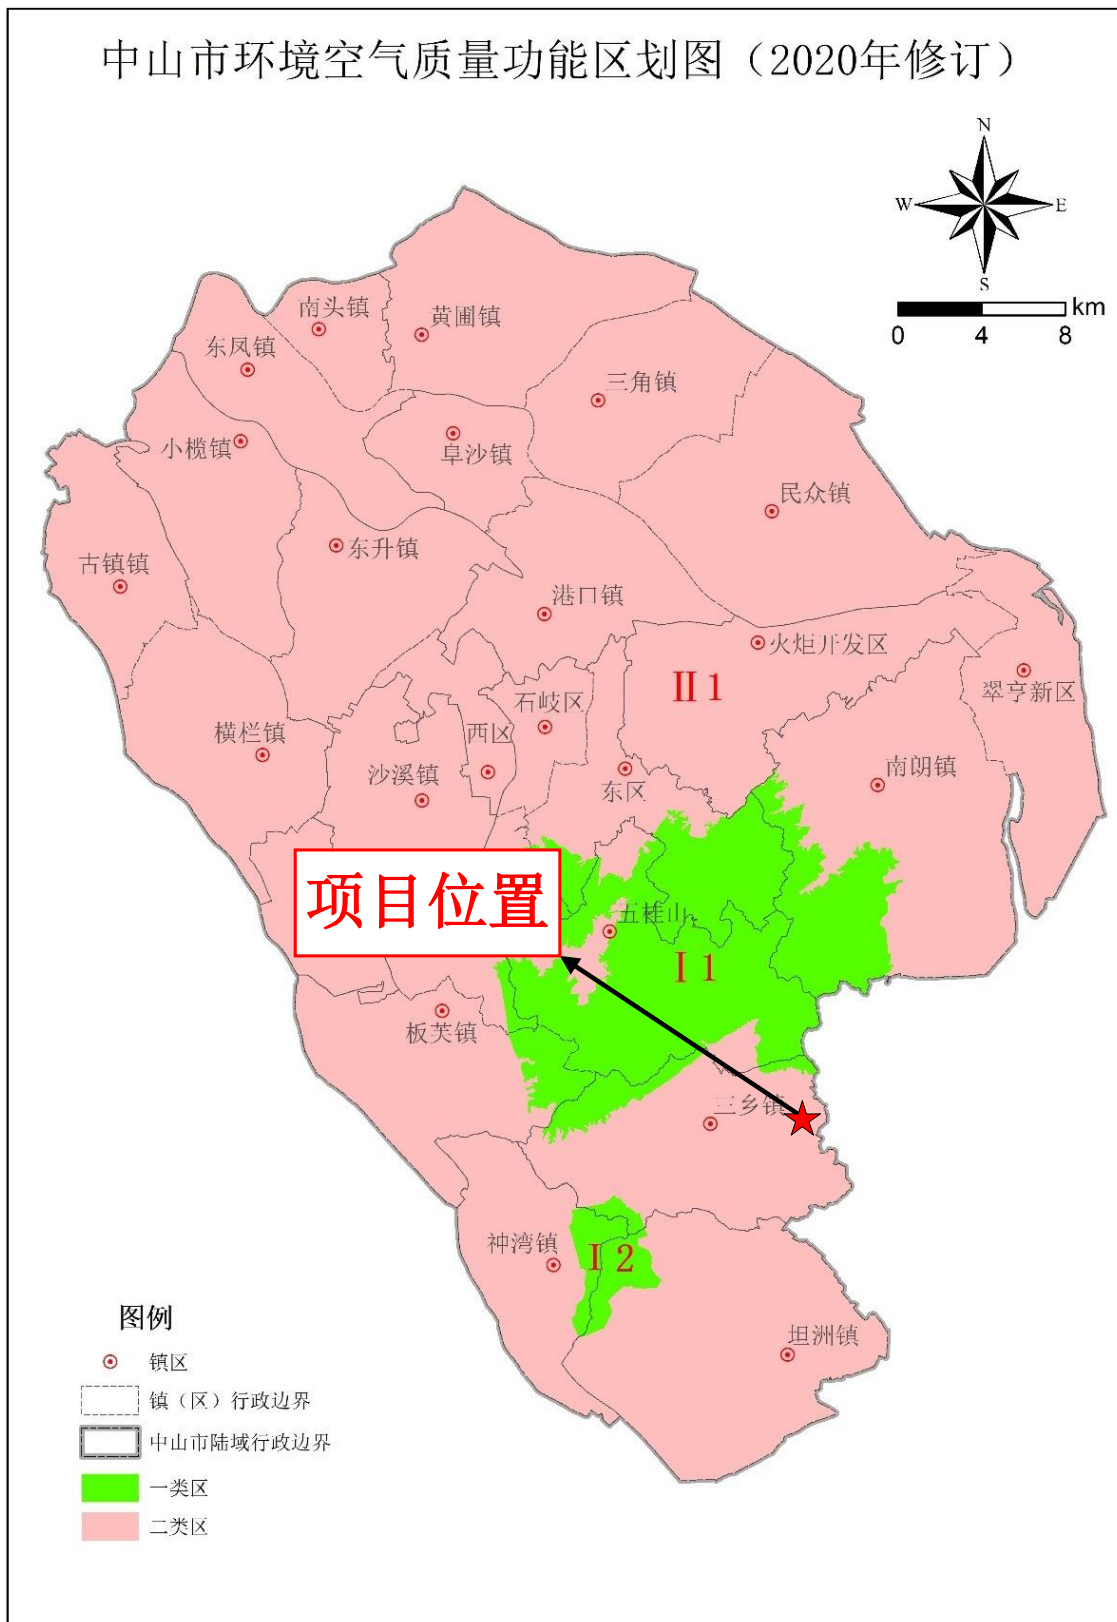 中山市环境空气质量功能区划图（2020年修订）
N
W
E
S
km
0
4
8
南头镇
黄圃镇
东凤镇
三角镇
小榄镇
阜沙镇
民众镇
东升镇
古镇镇
港口镇
火炬开发区
翠亨新区
Ⅱ1
石岐区
横栏镇
西区
沙溪镇
东区
南朗镇
项目位置
五桂山
Ⅰ1
板芙镇
三乡镇
神湾镇
Ⅰ2
坦洲镇
图例
镇区
镇（区）行政边界
中山市陆域行政边界
一类区
二类区